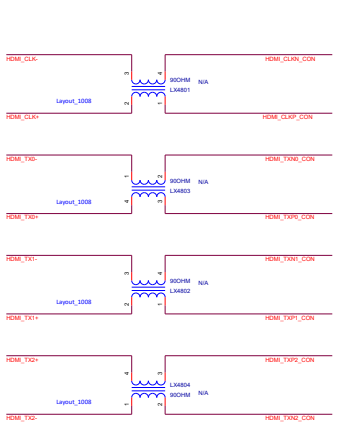 HDMI_CLK- HDMI_CLKN_CON
3 4
90OHM N/A
LX4801
Layout_1008
2 1
HDMI_CLK+ HDMI_CLKP_CON
HDMI_TX0- HDMI_TXN0_CON
1 2
90OHM N/A
LX4803
Layout_1008
4 3
HDMI_TX0+ HDMI_TXP0_CON
HDMI_TX1- HDMI_TXN1_CON
3 4
90OHM N/A
LX4802
Layout_1008
2 1
HDMI_TX1+ HDMI_TXP1_CON
HDMI_TX2+ HDMI_TXP2_CON
4 3
LX4804
90OHM N/A
Layout_1008
1 2
HDMI_TX2- HDMI_TXN2_CON